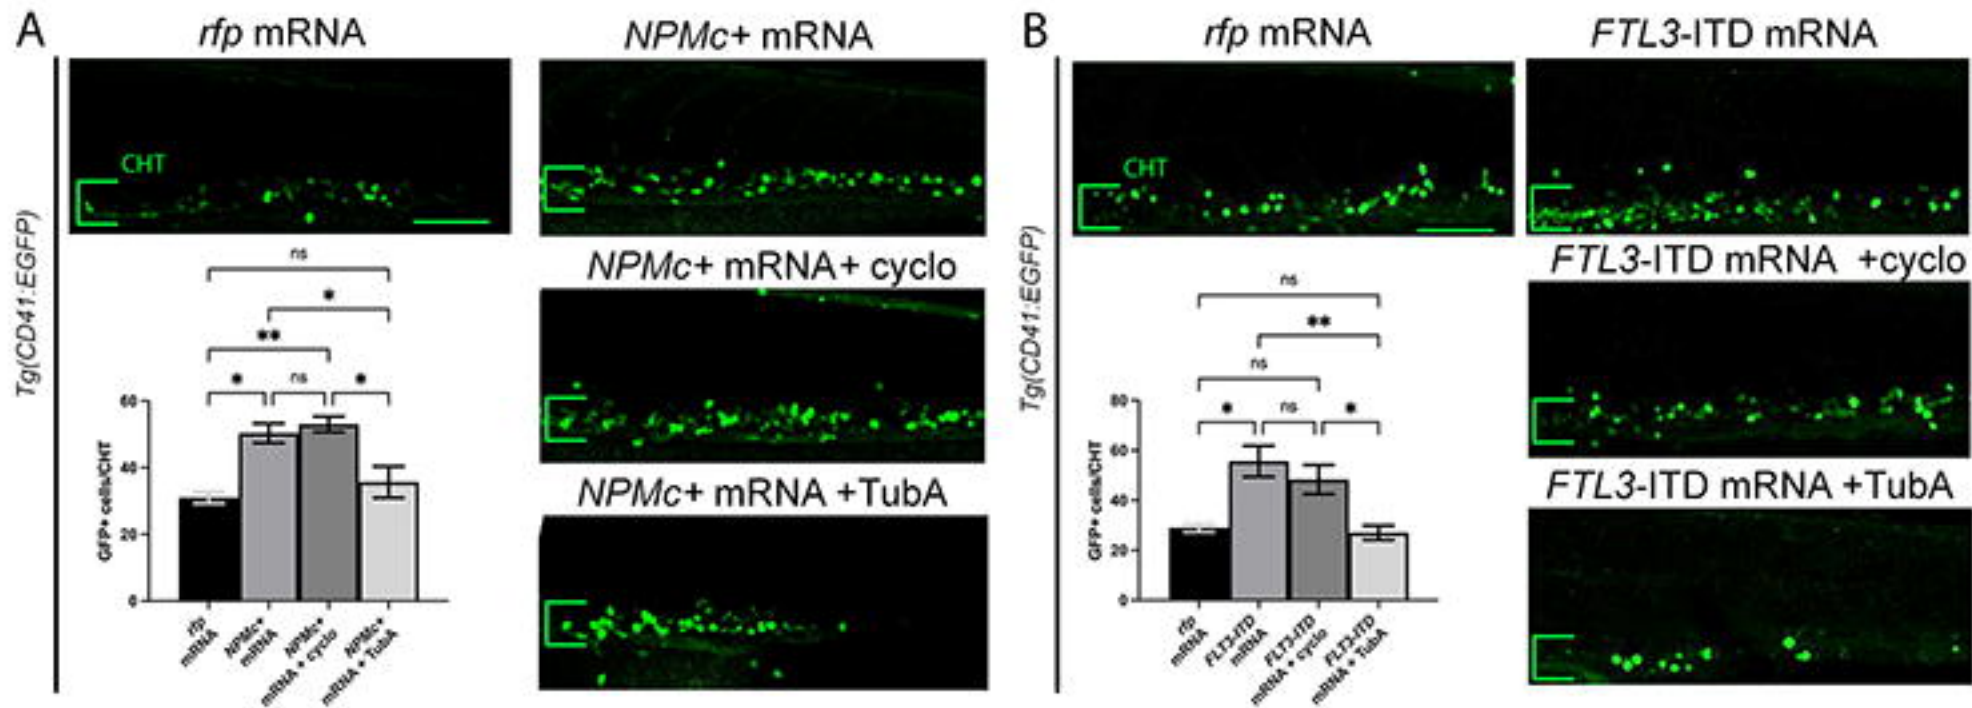 A
rfp mRNA
NPMc+ mRNA
Tg(CD41:EGFP)
CHT
NPMc+ mRNA+ cyclo
NPMc+ mRNA +TubA
ns
*
**
*
ns
*
GFP+ cells/CHT
60
40
20
0
rfp
mRNA
NPMc+
mRNA
NPMc+
mRNA + cyclo
NPMc+
mRNA + TubA
B
rfp mRNA
FTL3-ITD mRNA
Tg(CD41:EGFP)
CHT
FTL3-ITD mRNA +cyclo
FTL3-ITD mRNA +TubA
ns
**
ns
*
ns
*
GFP+ cells/CHT
80
60
40
20
0
rfp
mRNA
FLT3-ITD
mRNA
FLT3-ITD
mRNA + cyclo
FLT3-ITD
mRNA + TubA